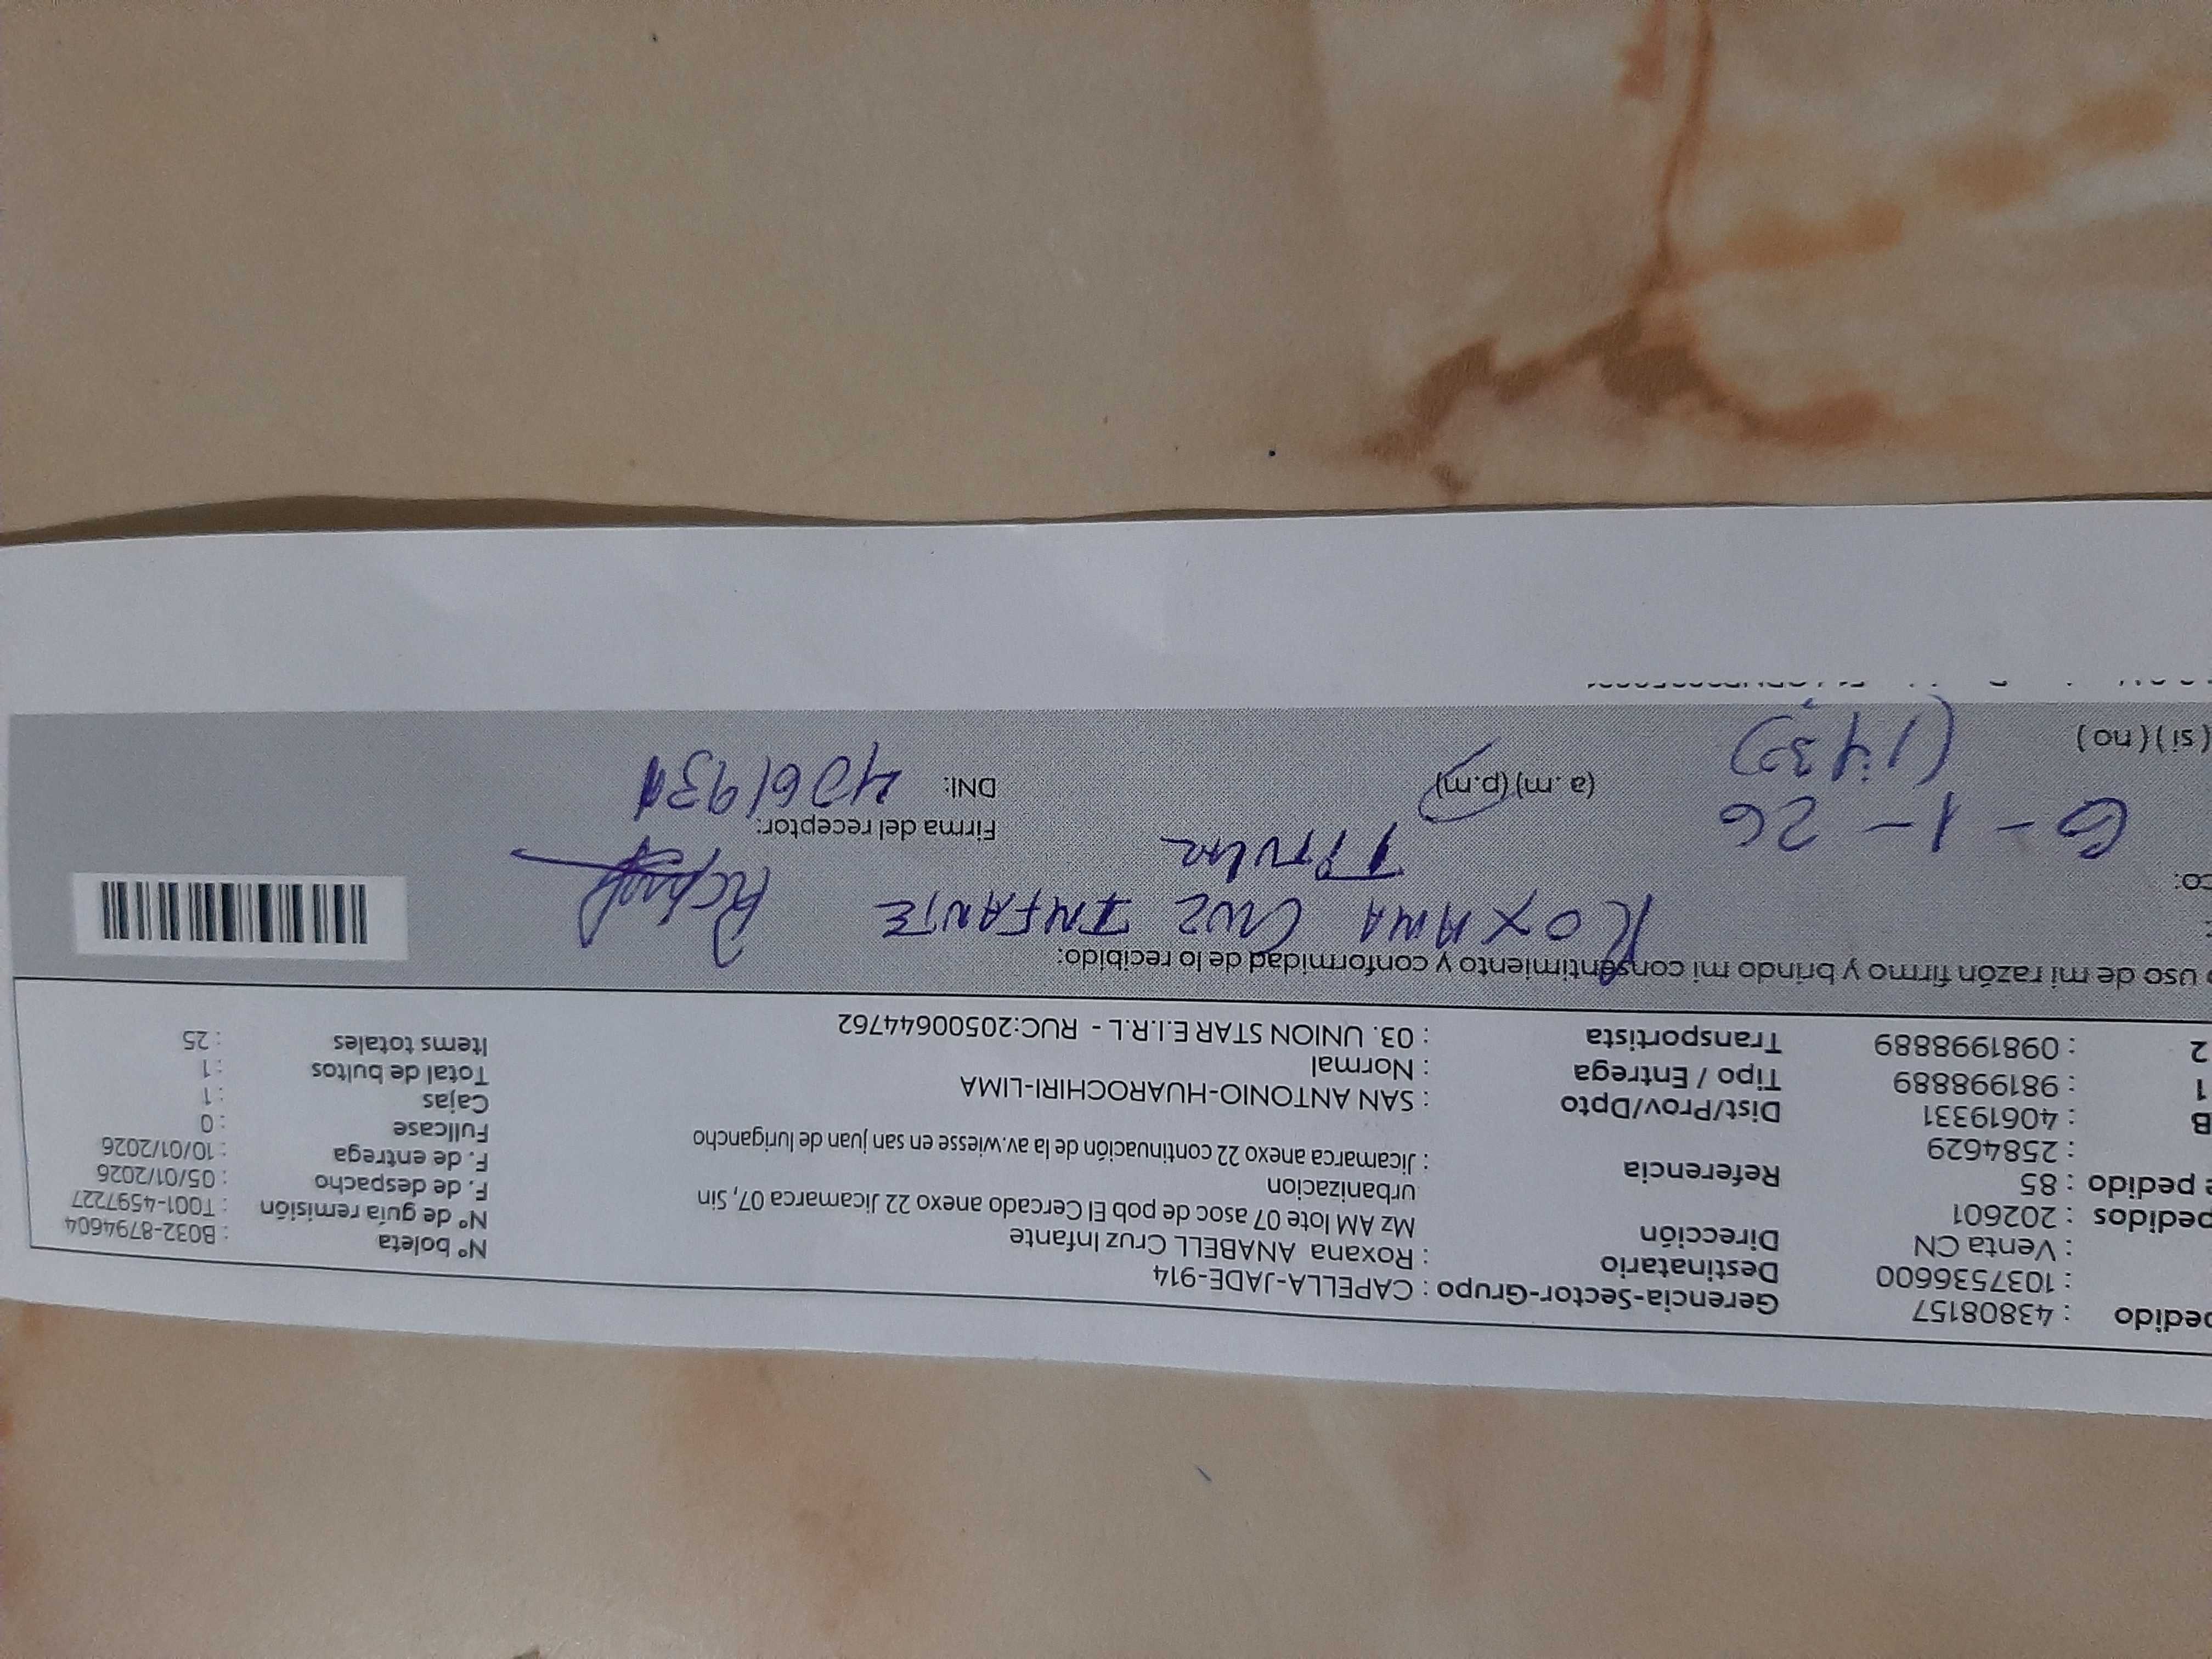 pedido : 43808157
: 1037536600
: Venta CN
pedidos : 202601
e pedido : 85
: 2584629
B : 40619331
1 : 981998889
2 : 0981998889
Gerencia-Sector-Grupo : CAPELLA-JADE-914
Destinatario : Roxana ANABELL Cruz Infante
Dirección Mz AM lote 07 asoc de pob El Cercado anexo 22 Jicamarca 07, Sin
urbanizacion
Referencia : Jicamarca anexo 22 continuación de la av.wiesse en san juan de lurigancho
Dist/Prov/Dpto : SAN ANTONIO-HUAROCHIRI-LIMA
Tipo / Entrega : Normal
Transportista : 03. UNION STAR E.I.R.L - RUC:20500644762
Nº boleta : B032-8794604
Nº de guía remisión : T001-4597227
F. de despacho : 05/01/2026
F. de entrega : 10/01/2026
Fullcase : 0
Cajas : 1
Total de bultos : 1
Items totales : 25
uso de mi razón firmo y brindo mi consentimiento y conformidad de lo recibido:
ROXANA CRUZ INFANTE
co:
6 - 1 - 26
Firma del receptor:
(si) (no)
(a.m) (p.m)
DNI: